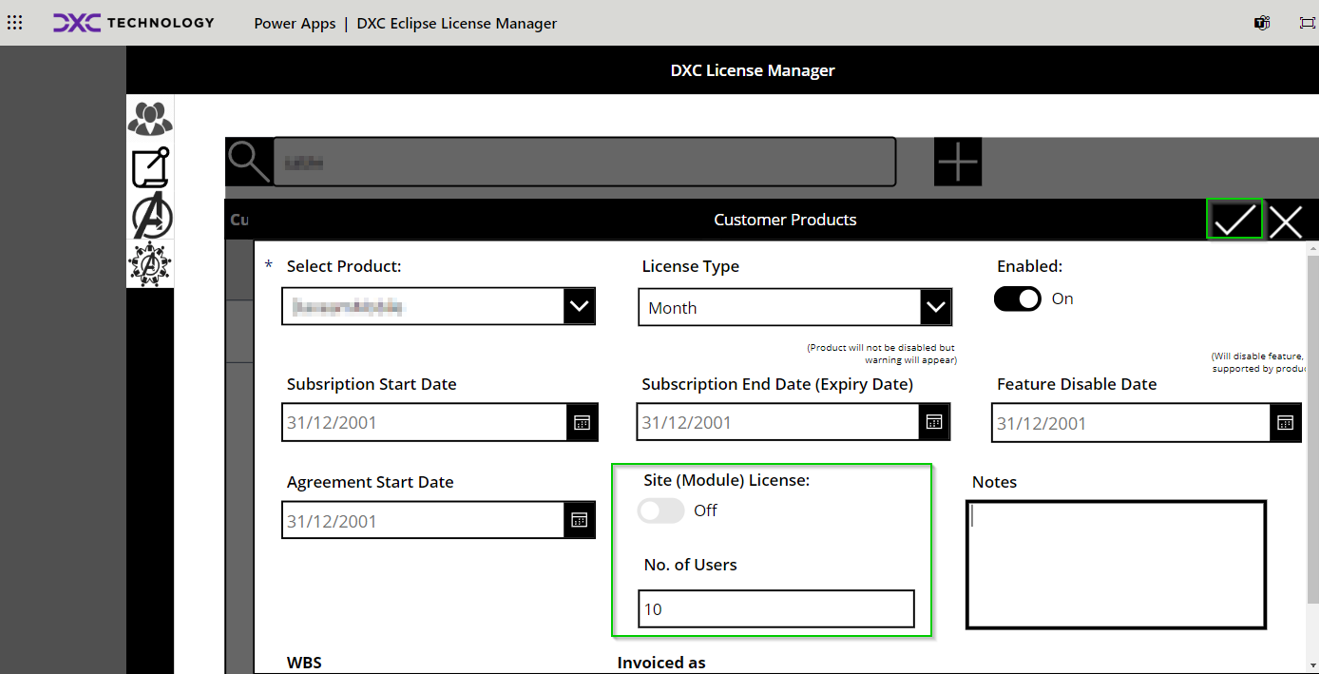 DXC TECHNOLOGY Power Apps | DXC Eclipse License Manager
DXC License Manager
Cu
Customer Products
* Select Product:
License Type
Enabled:
Month
On
(Product will not be disabled but
warning will appear)
(Will disable feature,
supported by produ
Subsription Start Date
Subscription End Date (Expiry Date)
Feature Disable Date
31/12/2001
31/12/2001
31/12/2001
Agreement Start Date
Site (Module) License:
Notes
Off
31/12/2001
No. of Users
10
WBS
Invoiced as